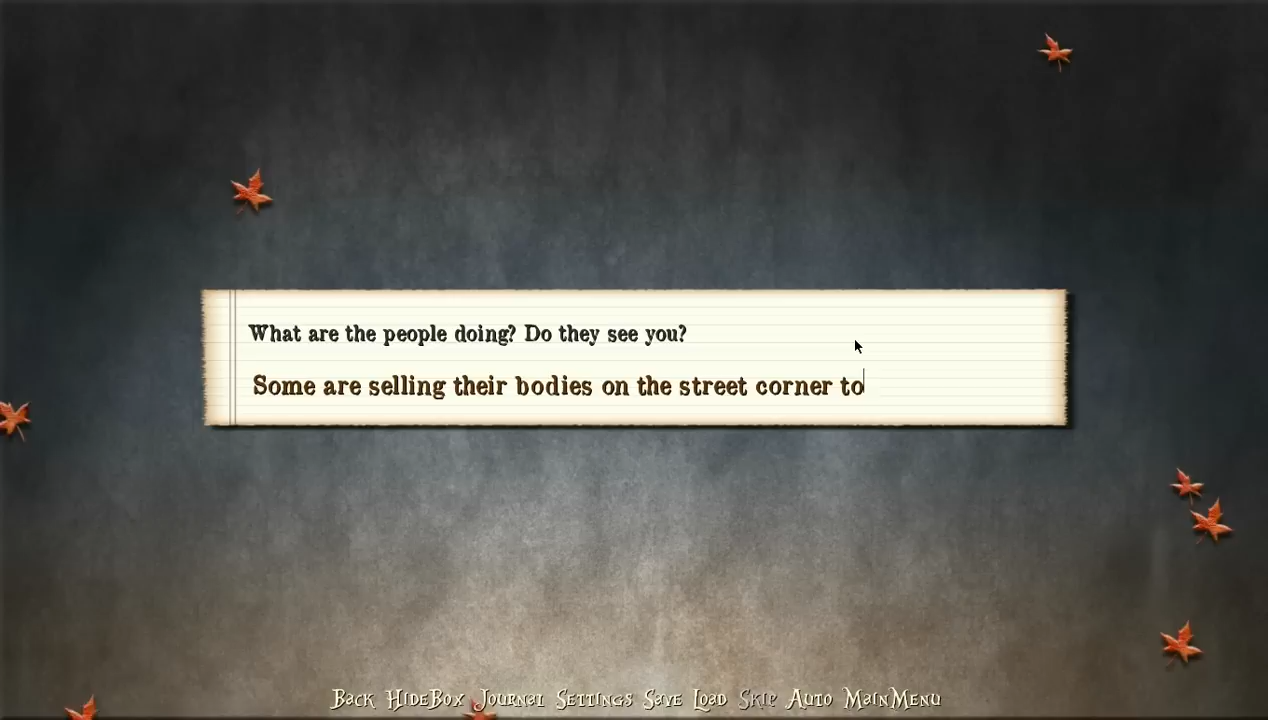 What are the people doing? Do they see you?
Some are selling their bodies on the street corner to
Back HideBox Journal Settings Save Load Skip Auto MainMenu